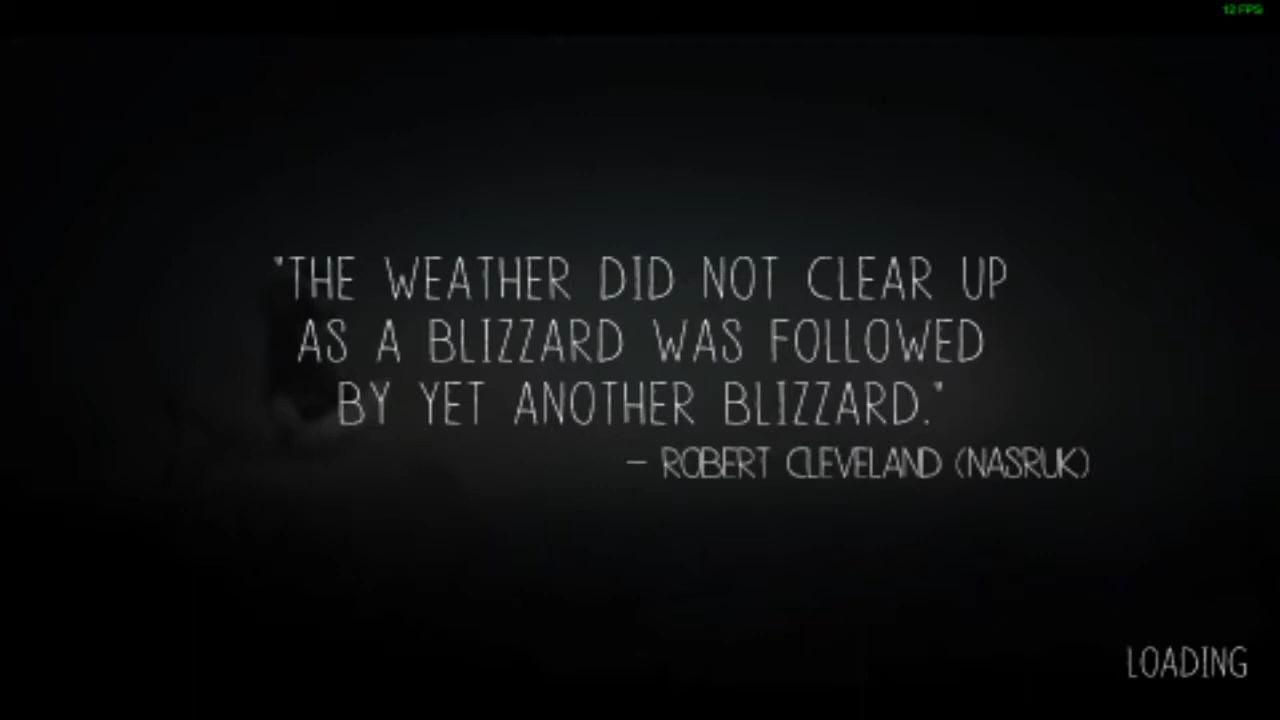 12 FPS
"THE WEATHER DID NOT CLEAR UP
AS A BLIZZARD WAS FOLLOWED
BY YET ANOTHER BLIZZARD."
– ROBERT CLEVELAND (NASRUK)
LOADING